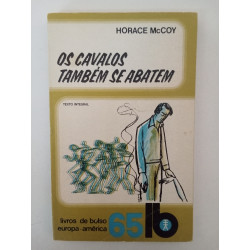 HORACE McCOY
OS CAVALOS
TAMBÉM SE ABATEM
TEXTO INTEGRAL
livros de bolso
europa-américa
65 lb